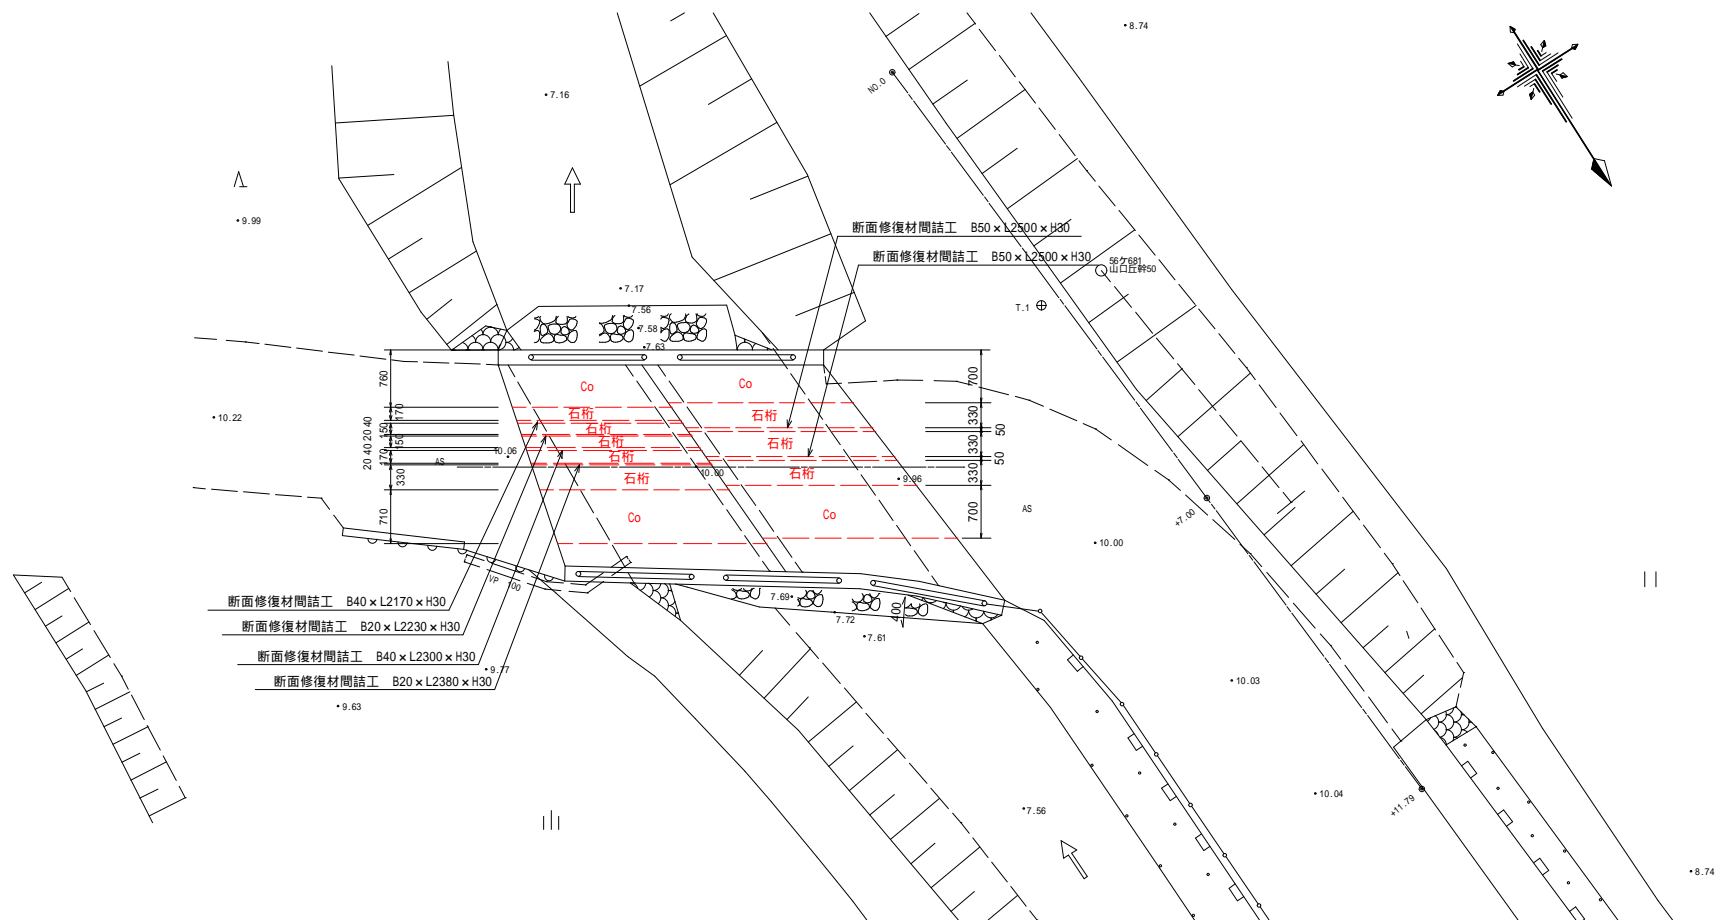 8.74
7.16
NO.0
9.99
断面修復材間詰工 B50×L2500×H30
断面修復材間詰工 B50×L2500×H30
56ケ681
山口丘幹50
T.1
7.17
7.56
7.58
7.63
760
170
40
20
150
150
40
20
170
330
710
Co
石桁
石桁
石桁
石桁
石桁
Co
Co
石桁
石桁
石桁
Co
700
330
50
330
50
330
700
10.22
AS
10.06
10.00
9.96
AS
+7.00
10.00
VP 100
断面修復材間詰工 B40×L2170×H30
断面修復材間詰工 B20×L2230×H30
断面修復材間詰工 B40×L2300×H30
断面修復材間詰工 B20×L2380×H30
7.69
7.72
400
7.61
9.77
9.63
10.03
10.04
+11.79
7.56
8.74